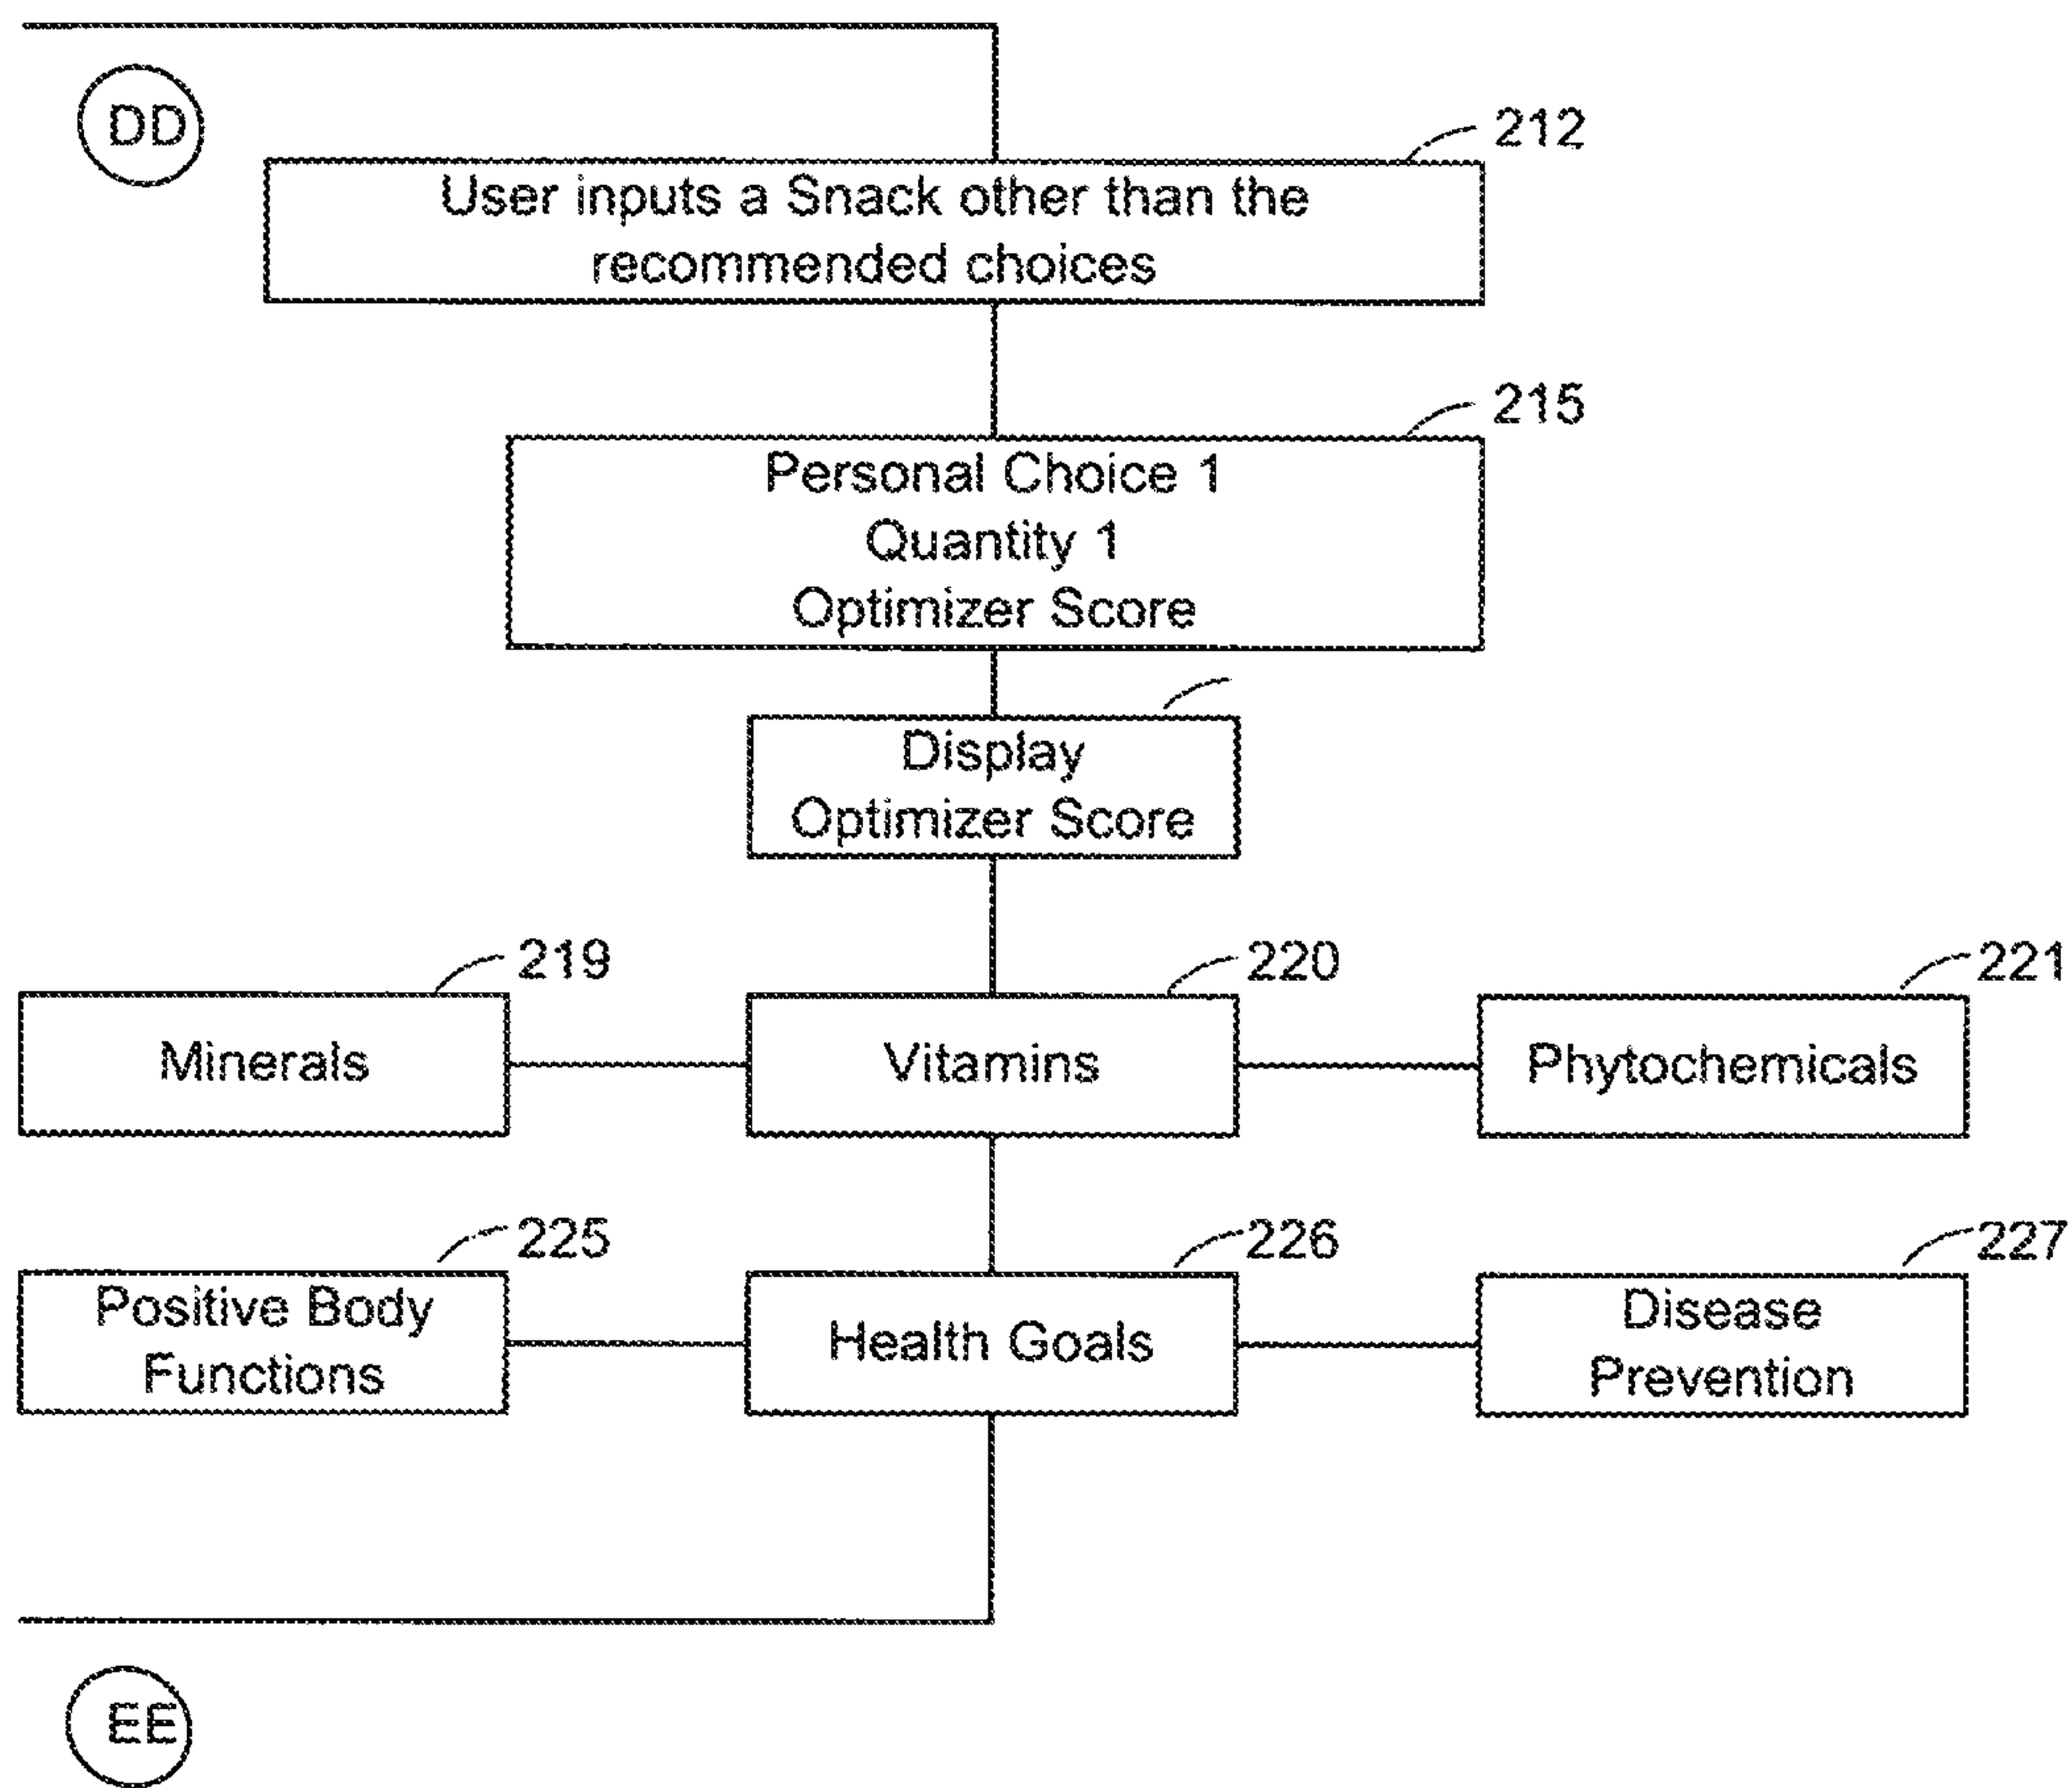 DD
212
User inputs a Snack other than the
recommended choices
215
Personal Choice 1
Quantity 1
Optimizer Score
Display
Optimizer Score
219
220
221
Minerals
Vitamins
Phytochemicals
225
226
227
Positive Body
Functions
Health Goals
Disease
Prevention
EE